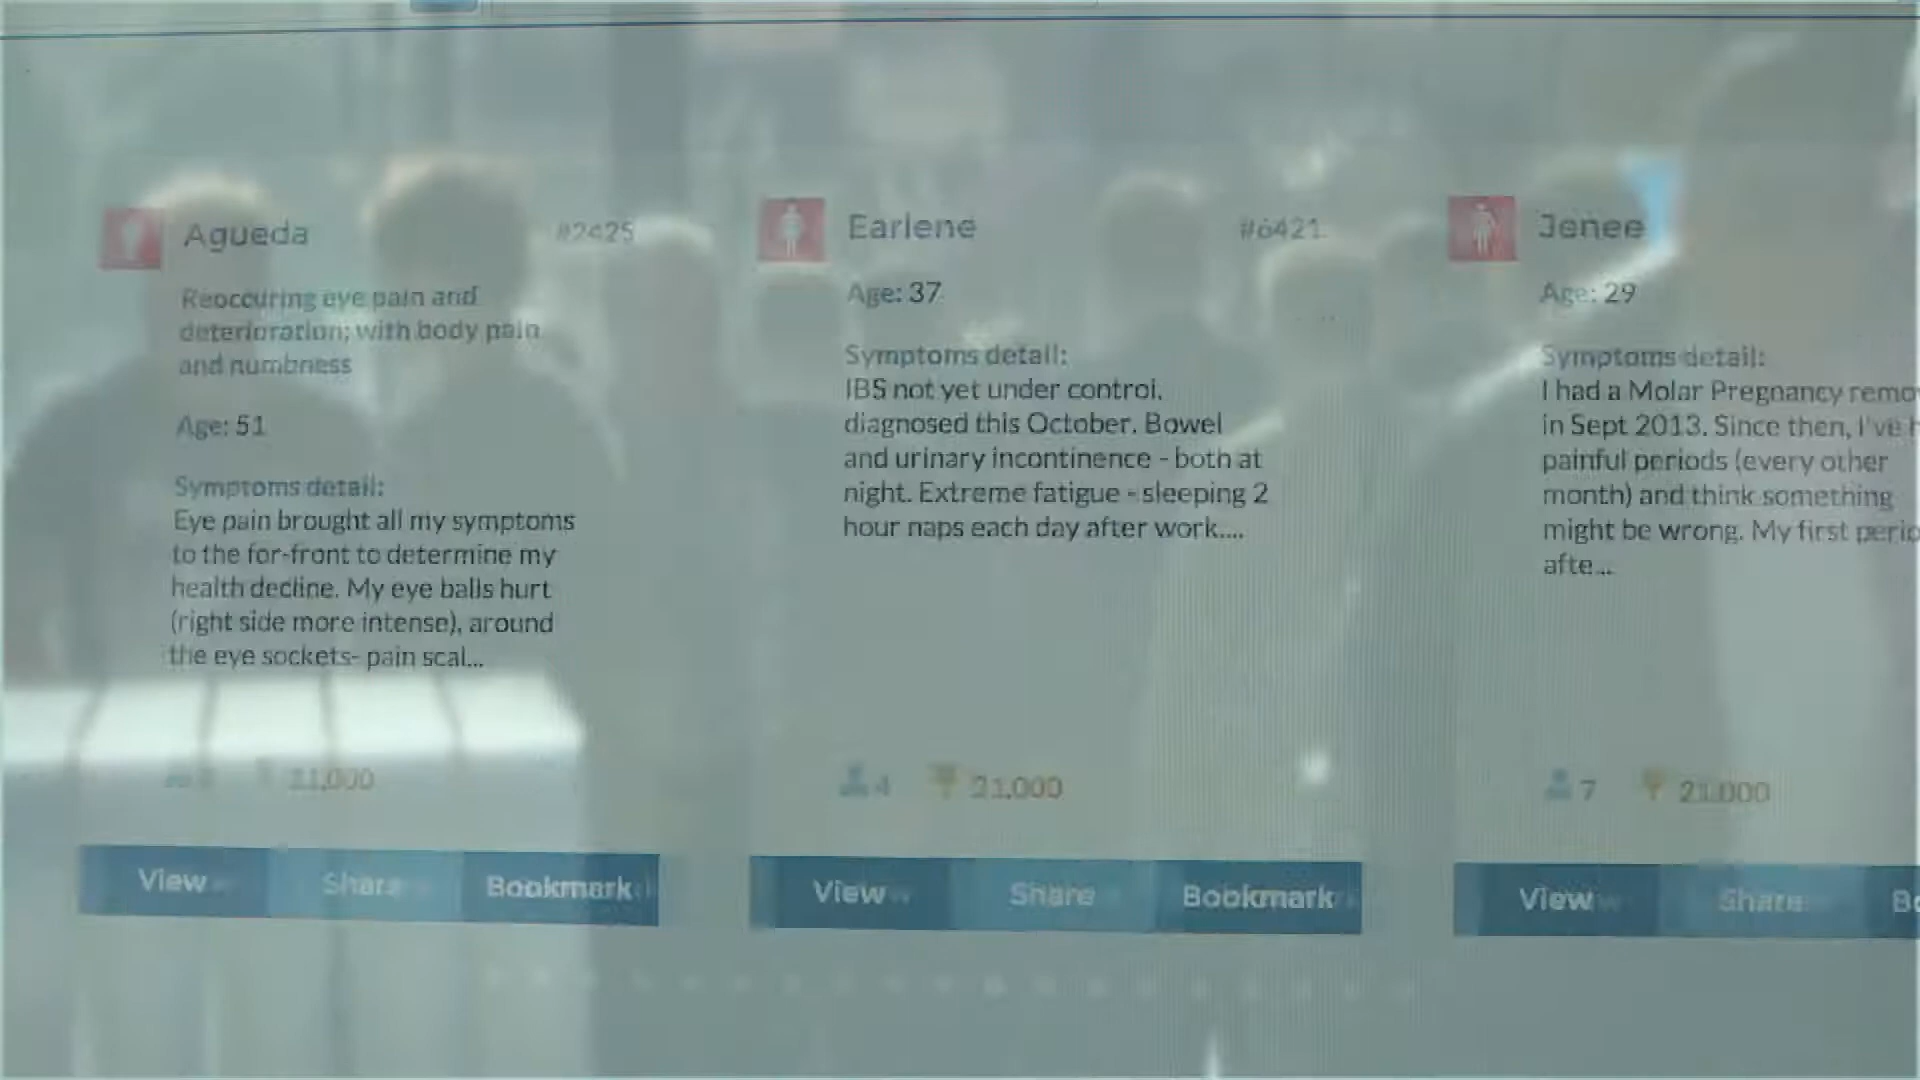 Agueda
#2425
Reoccuring eye pain and
deterioration; with body pain
and numbness
Age: 51
Symptoms detail:
Eye pain brought all my symptoms
to the for-front to determine my
health decline. My eye balls hurt
(right side more intense), around
the eye sockets- pain scal...
21,000
View
Share
Bookmark
Earlene
#6421
Age: 37
Symptoms detail:
IBS not yet under control,
diagnosed this October. Bowel
and urinary incontinence - both at
night. Extreme fatigue - sleeping 2
hour naps each day after work....
4
21,000
View
Share
Bookmark
Jenee
Age: 29
Symptoms detail:
I had a Molar Pregnancy remo
in Sept 2013. Since then, I've h
painful periods (every other
month) and think something
might be wrong. My first perio
afte...
7
21,000
View
Share
Bo